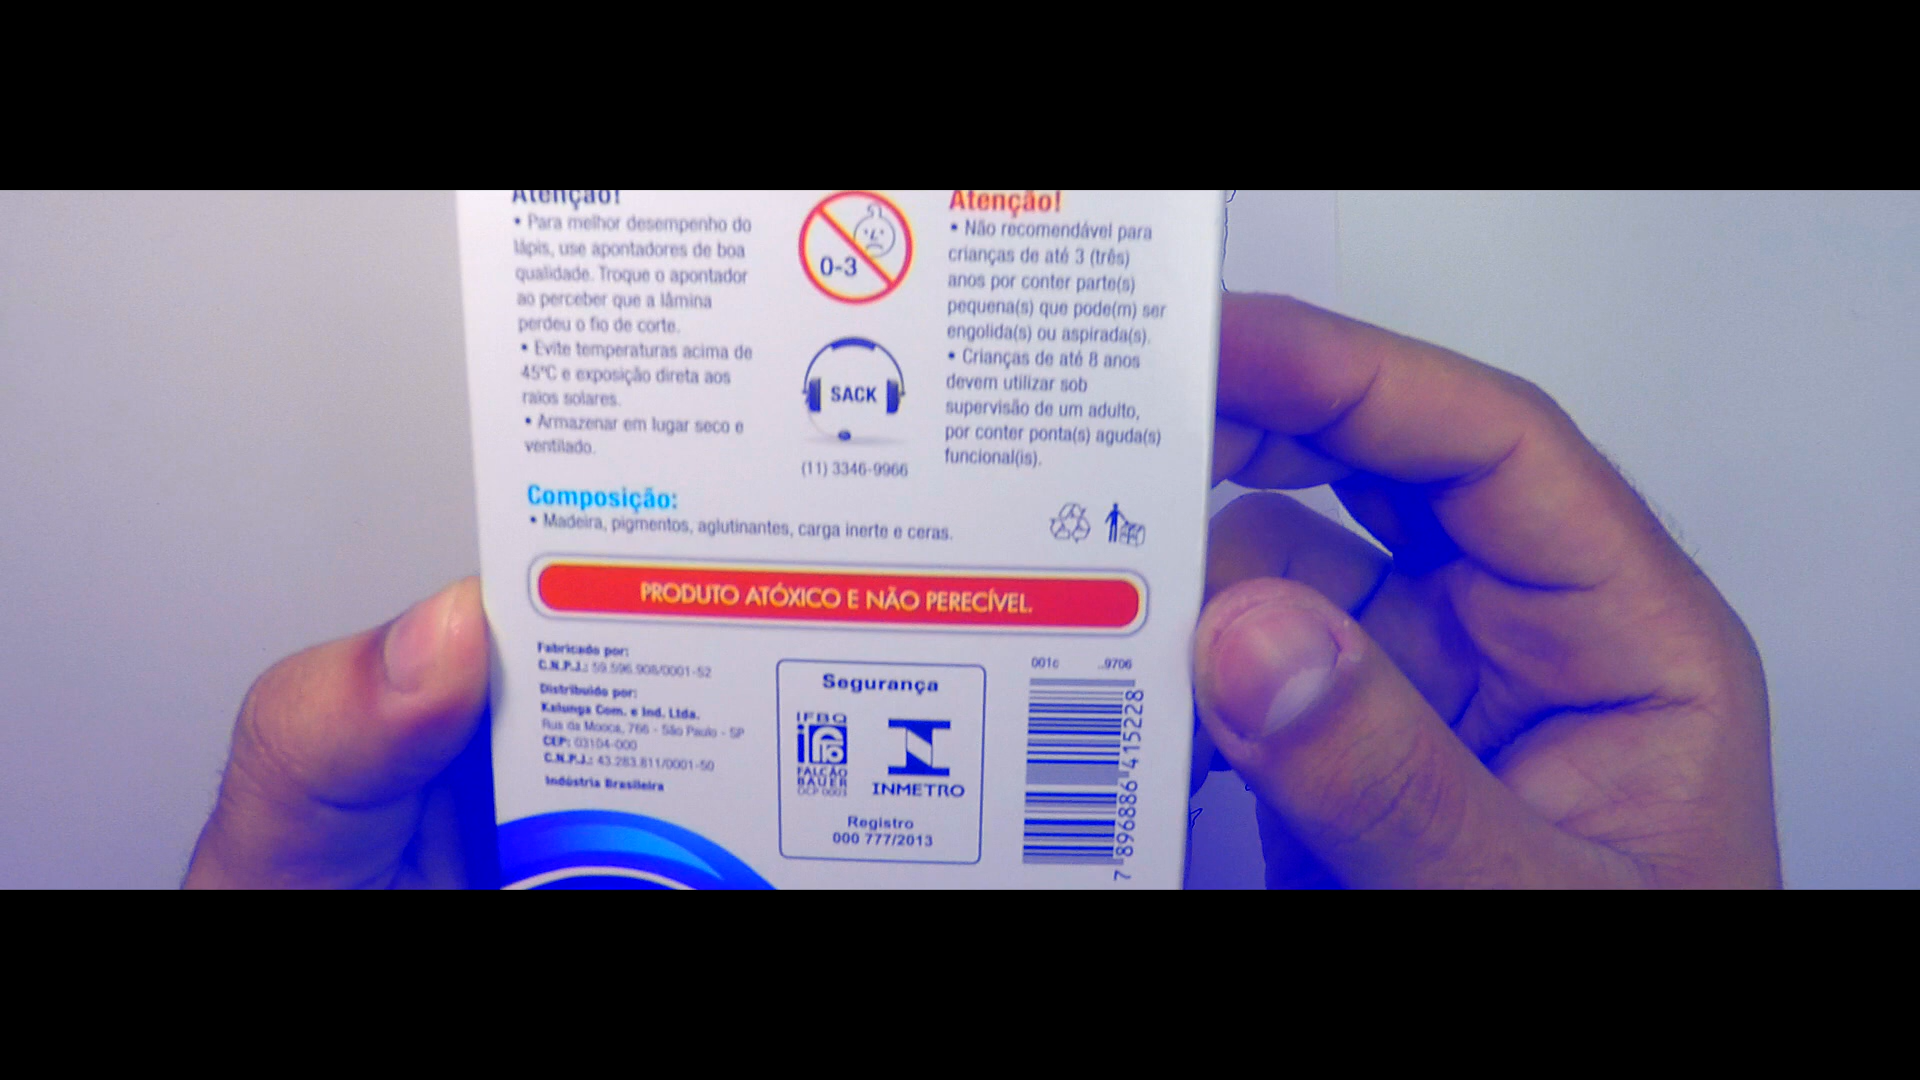 Atenção!
• Para melhor desempenho do
lápis, use apontadores de boa
qualidade. Troque o apontador
ao perceber que a lâmina
perdeu o fio de corte.
• Evite temperaturas acima de
45°C e exposição direta aos
raios solares.
• Armazenar em lugar seco e
ventilado.
0-3
SACK
(11) 3346-9966
Atenção!
• Não recomendável para
crianças de até 3 (três)
anos por conter parte(s)
pequena(s) que pode(m) ser
engolida(s) ou aspirada(s).
• Crianças de até 8 anos
devem utilizar sob
supervisão de um adulto,
por conter ponta(s) aguda(s)
funcional(is).
Composição:
• Madeira, pigmentos, aglutinantes, carga inerte e ceras.
PRODUTO ATÓXICO E NÃO PERECÍVEL.
Fabricado por:
C.N.P.J.: 59.596.908/0001-52
Distribuído por:
Kalunga Com. e Ind. Ltda.
Rua da Mooca, 766 - São Paulo - SP
CEP: 03104-000
C.N.P.J.: 43.283.811/0001-50
Indústria Brasileira
Segurança
IFBQ
FALCÃO
BAUER
OCP 0003
INMETRO
Registro
000 777/2013
001c ..9706
7 896886 415228